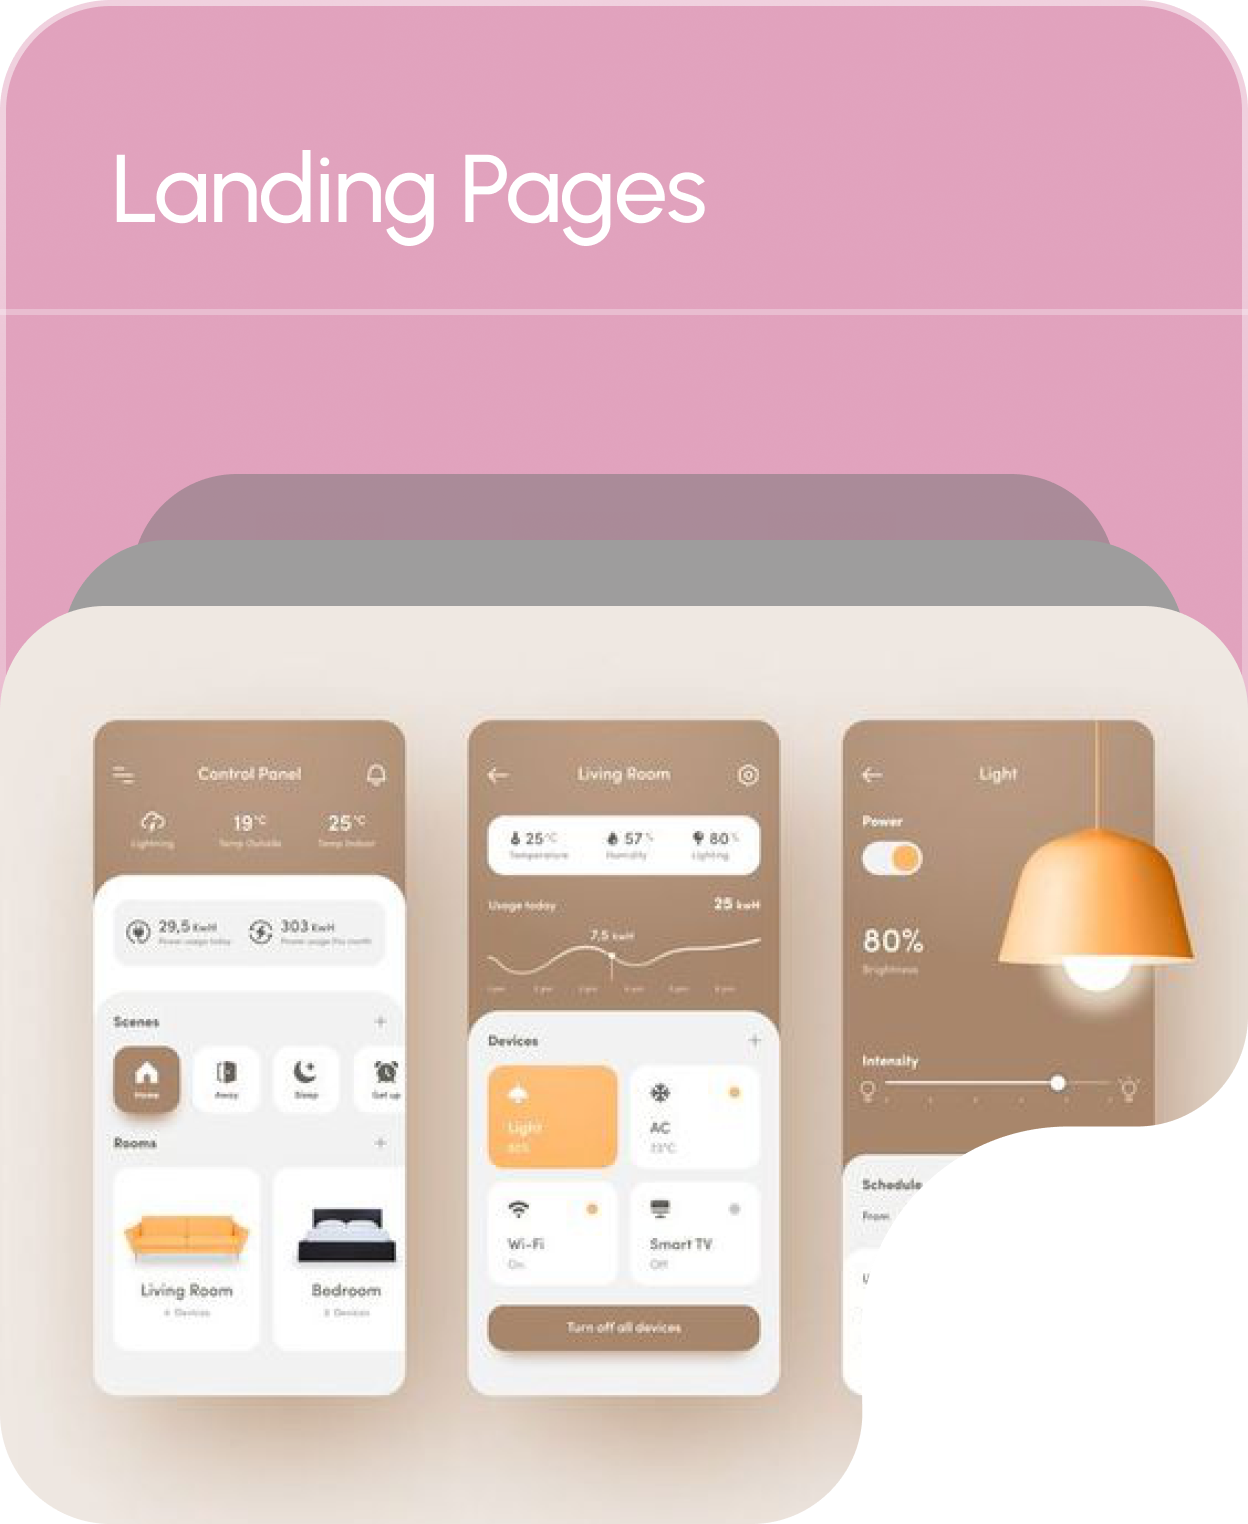 Landing Pages
Control Panel
Lightning
19°C
Temp Outside
25°C
Temp Indoor
29,5 KwH
Power usage today
303 KwH
Power usage this month
Scenes
Home
Away
Sleep
Get up
Rooms
Living Room
4 Devices
Bedroom
Devices
Living Room
25°C
Temperature
57%
Humidity
80%
Lighting
Usage today
25 kwH
7,5 kwH
Devices
Light
AC
Wi-Fi
On
Smart TV
Off
Turn off all devices
Light
Power
80%
Brightness
Intensity
Schedule
From